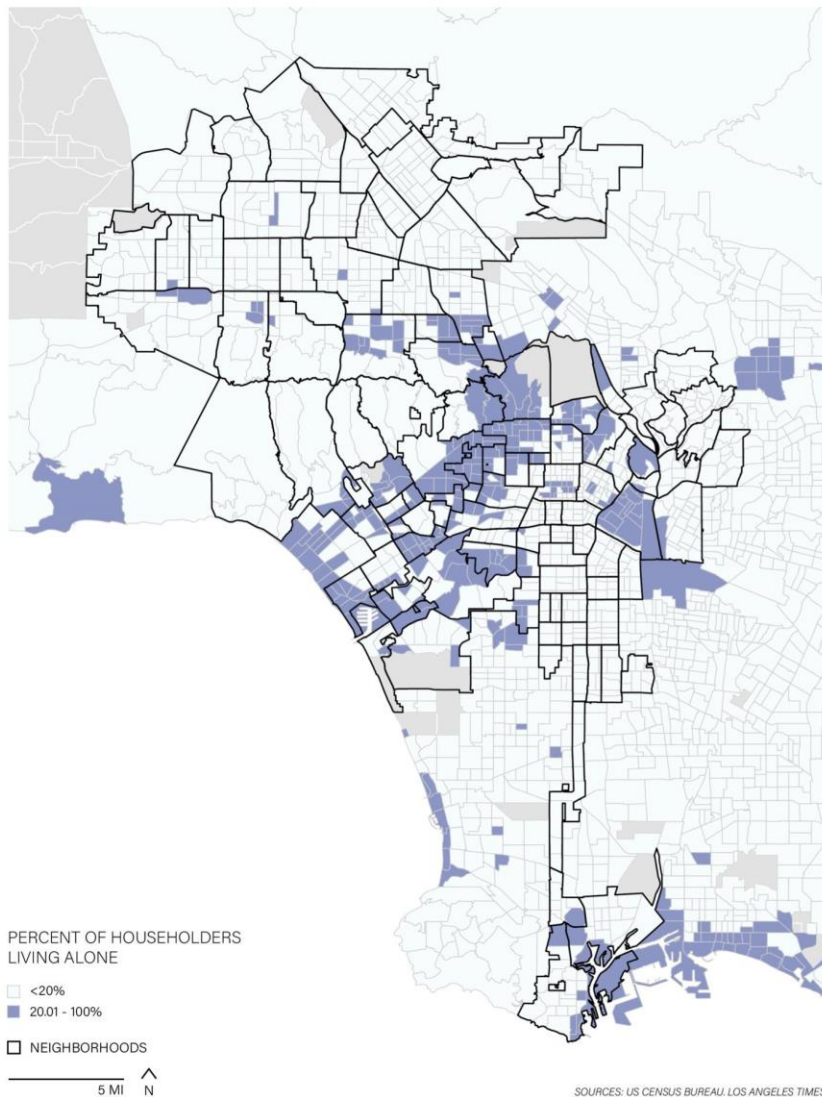 PERCENT OF HOUSEHOLDERS
LIVING ALONE
<20%
20.01 - 100%
NEIGHBORHOODS
5 MI
N
SOURCES: US CENSUS BUREAU. LOS ANGELES TIMES